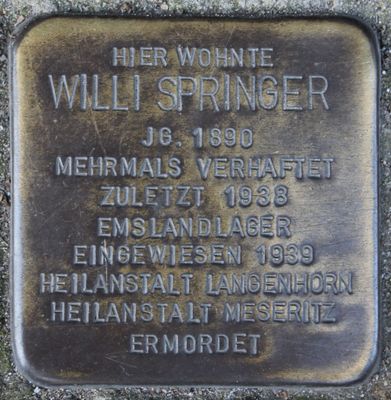 HIER WOHNTE
WILLI SPRINGER
JG. 1890
MEHRMALS VERHAFTET
ZULETZT 1938
EMSLANDLAGER
EINGEWIESEN 1939
HEILANSTALT LANGENHORN
HEILANSTALT MESERITZ
ERMORDET